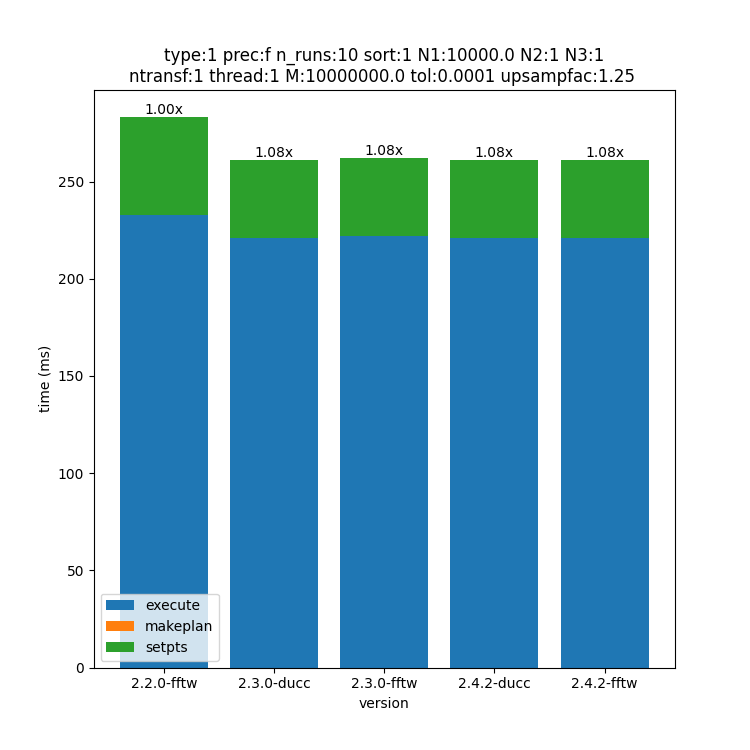 type:1 prec:f n_runs:10 sort:1 N1:10000.0 N2:1 N3:1
ntransf:1 thread:1 M:10000000.0 tol:0.0001 upsampfac:1.25
1.00x
1.08x
1.08x
1.08x
1.08x
250
200
150
100
50
0
time (ms)
execute
makeplan
setpts
2.2.0-fftw
2.3.0-ducc
2.3.0-fftw
2.4.2-ducc
2.4.2-fftw
version